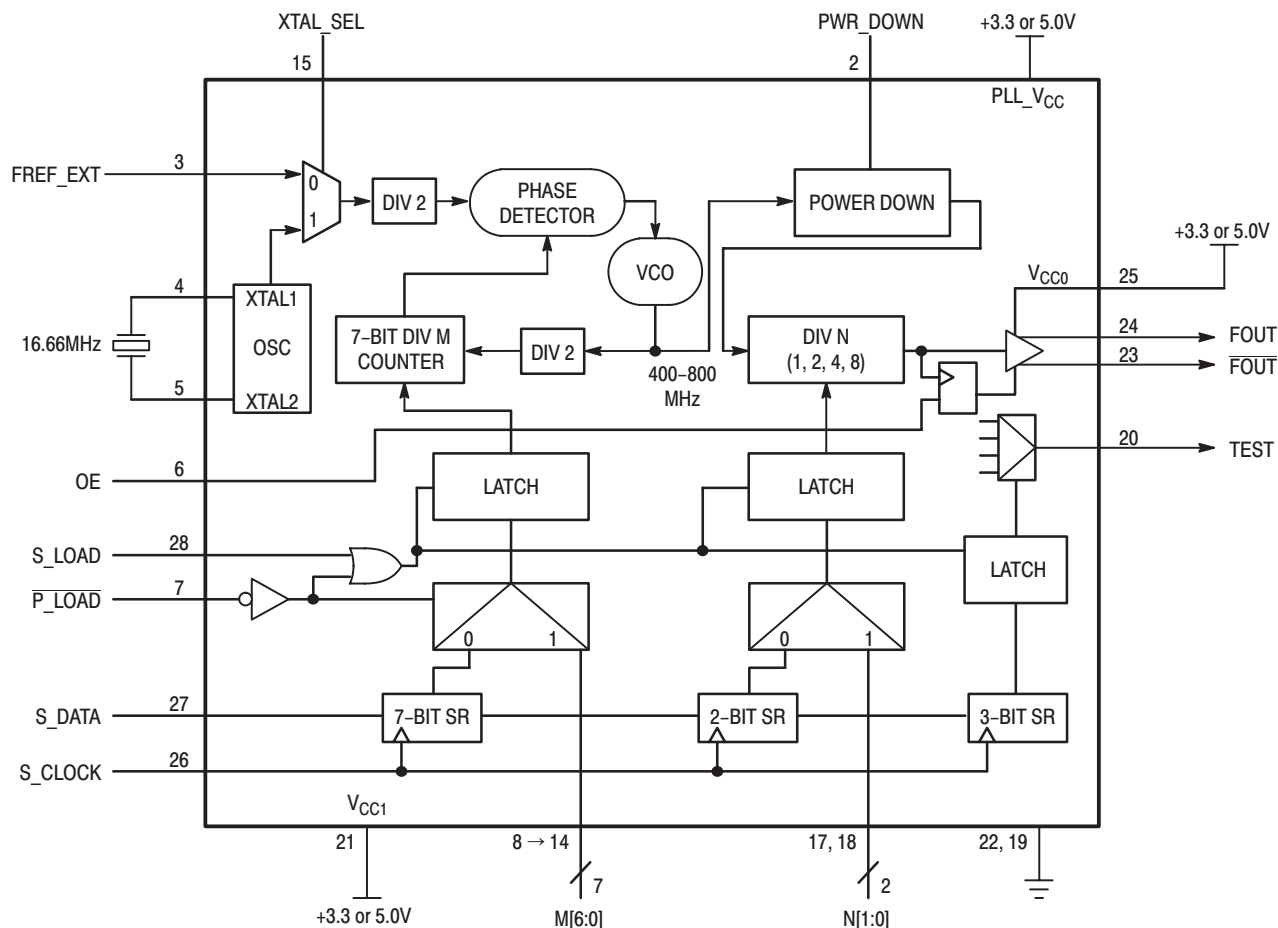 XTAL_SEL
PWR_DOWN
+3.3 or 5.0V
15
2
PLL_VCC
FREF_EXT
3
0
1
DIV 2
PHASE
DETECTOR
POWER DOWN
+3.3 or 5.0V
VCO
VCC0
25
4
XTAL1
16.66MHz
OSC
7–BIT DIV M
COUNTER
DIV 2
DIV N
(1, 2, 4, 8)
24
FOUT
23
FOUT
400–800
MHz
5
XTAL2
20
TEST
OE
6
LATCH
LATCH
S_LOAD
28
LATCH
P_LOAD
7
0
1
0
1
S_DATA
27
7–BIT SR
2–BIT SR
3–BIT SR
S_CLOCK
26
VCC1
21
8 → 14
17, 18
22, 19
7
2
+3.3 or 5.0V
M[6:0]
N[1:0]